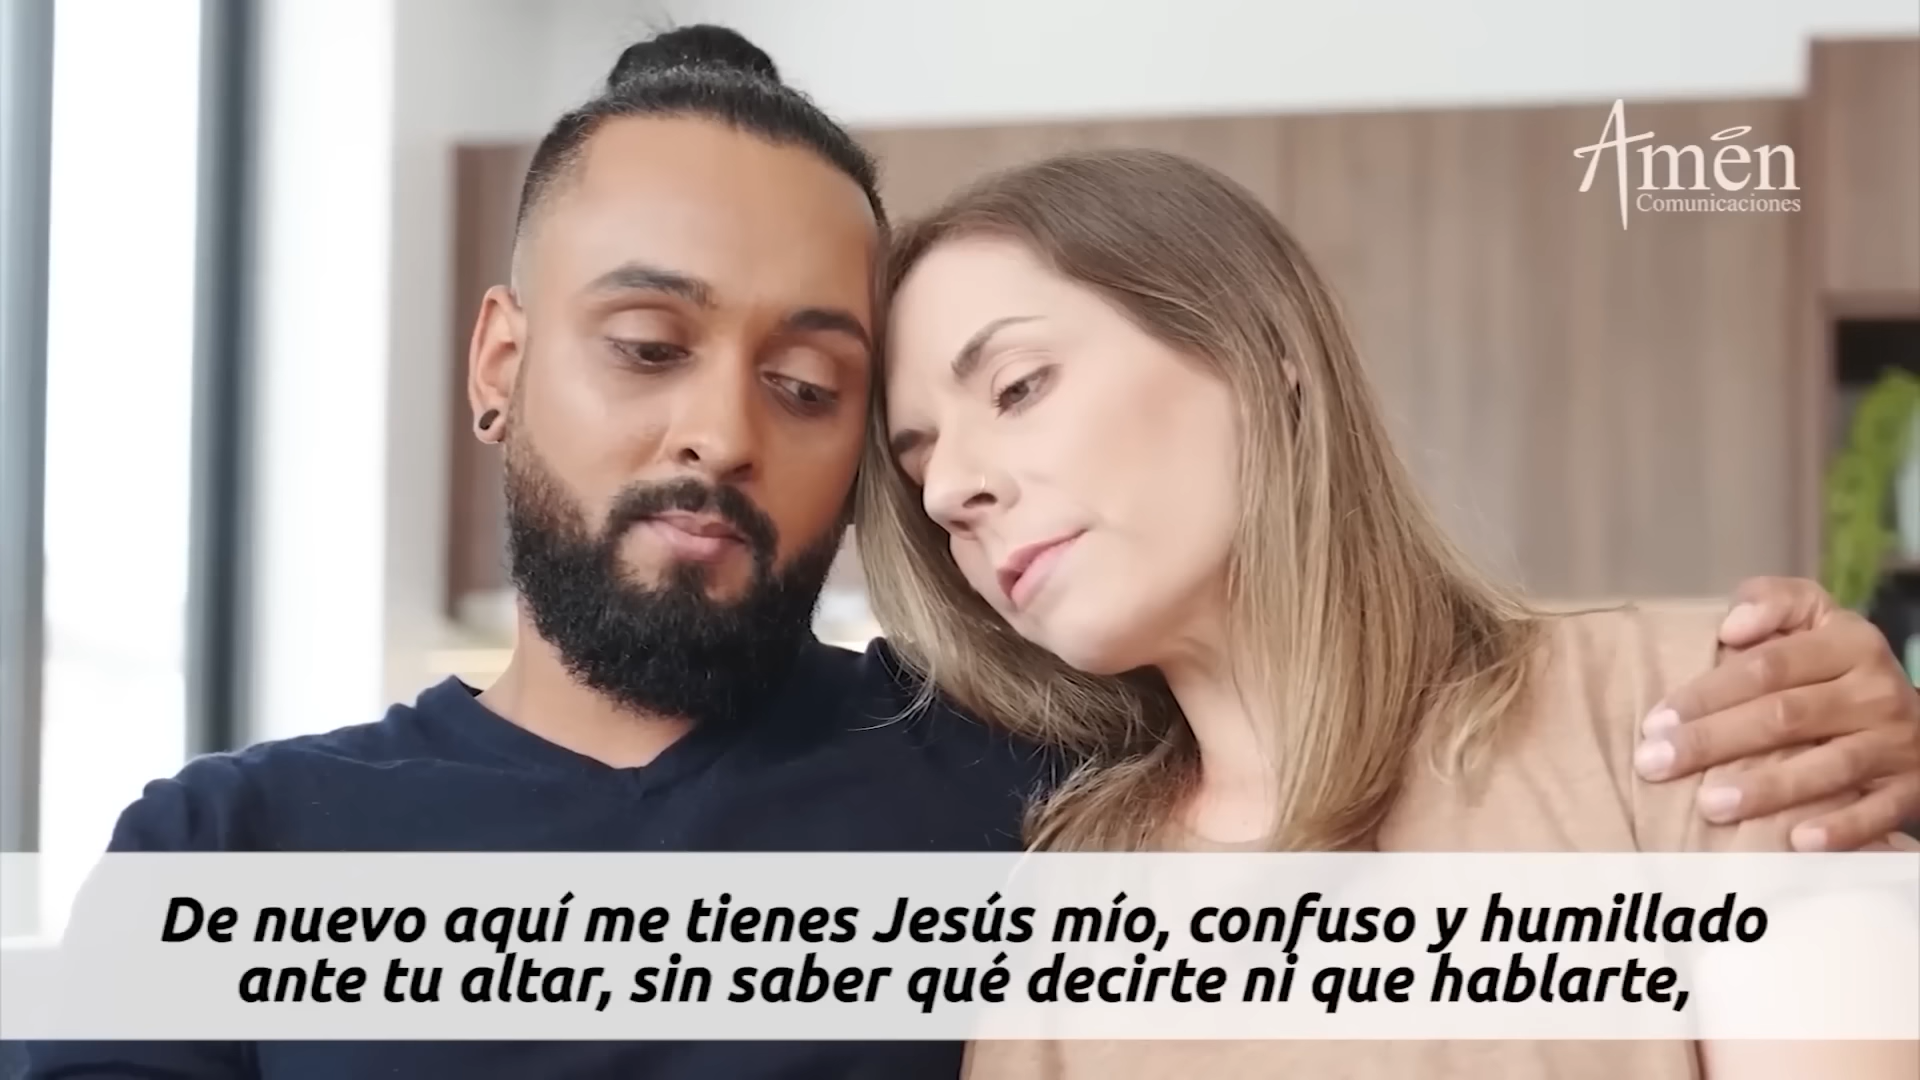 Amén
Comunicaciones
De nuevo aquí me tienes Jesús mío, confuso y humillado
ante tu altar, sin saber qué decirte ni que hablarte,